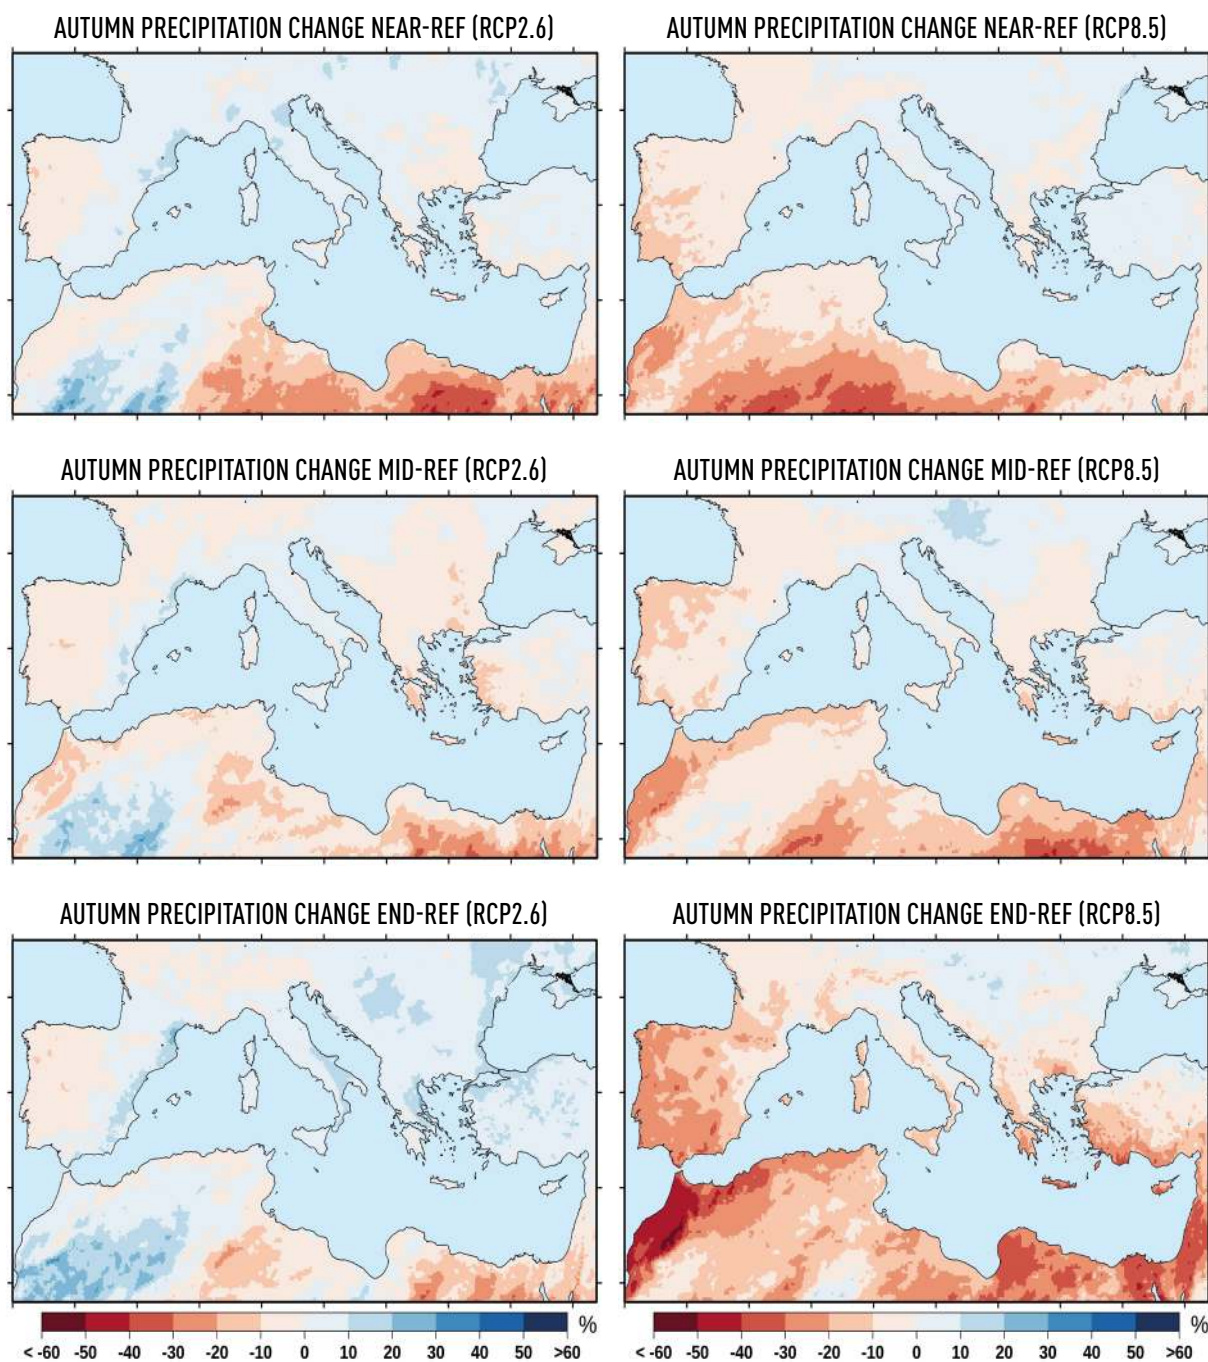 AUTUMN PRECIPITATION CHANGE NEAR-REF (RCP2.6)
AUTUMN PRECIPITATION CHANGE NEAR-REF (RCP8.5)
AUTUMN PRECIPITATION CHANGE MID-REF (RCP2.6)
AUTUMN PRECIPITATION CHANGE MID-REF (RCP8.5)
AUTUMN PRECIPITATION CHANGE END-REF (RCP2.6)
AUTUMN PRECIPITATION CHANGE END-REF (RCP8.5)
%
< -60 -50 -40 -30 -20 -10 0 10 20 30 40 50 >60
%
< -60 -50 -40 -30 -20 -10 0 10 20 30 40 50 >60